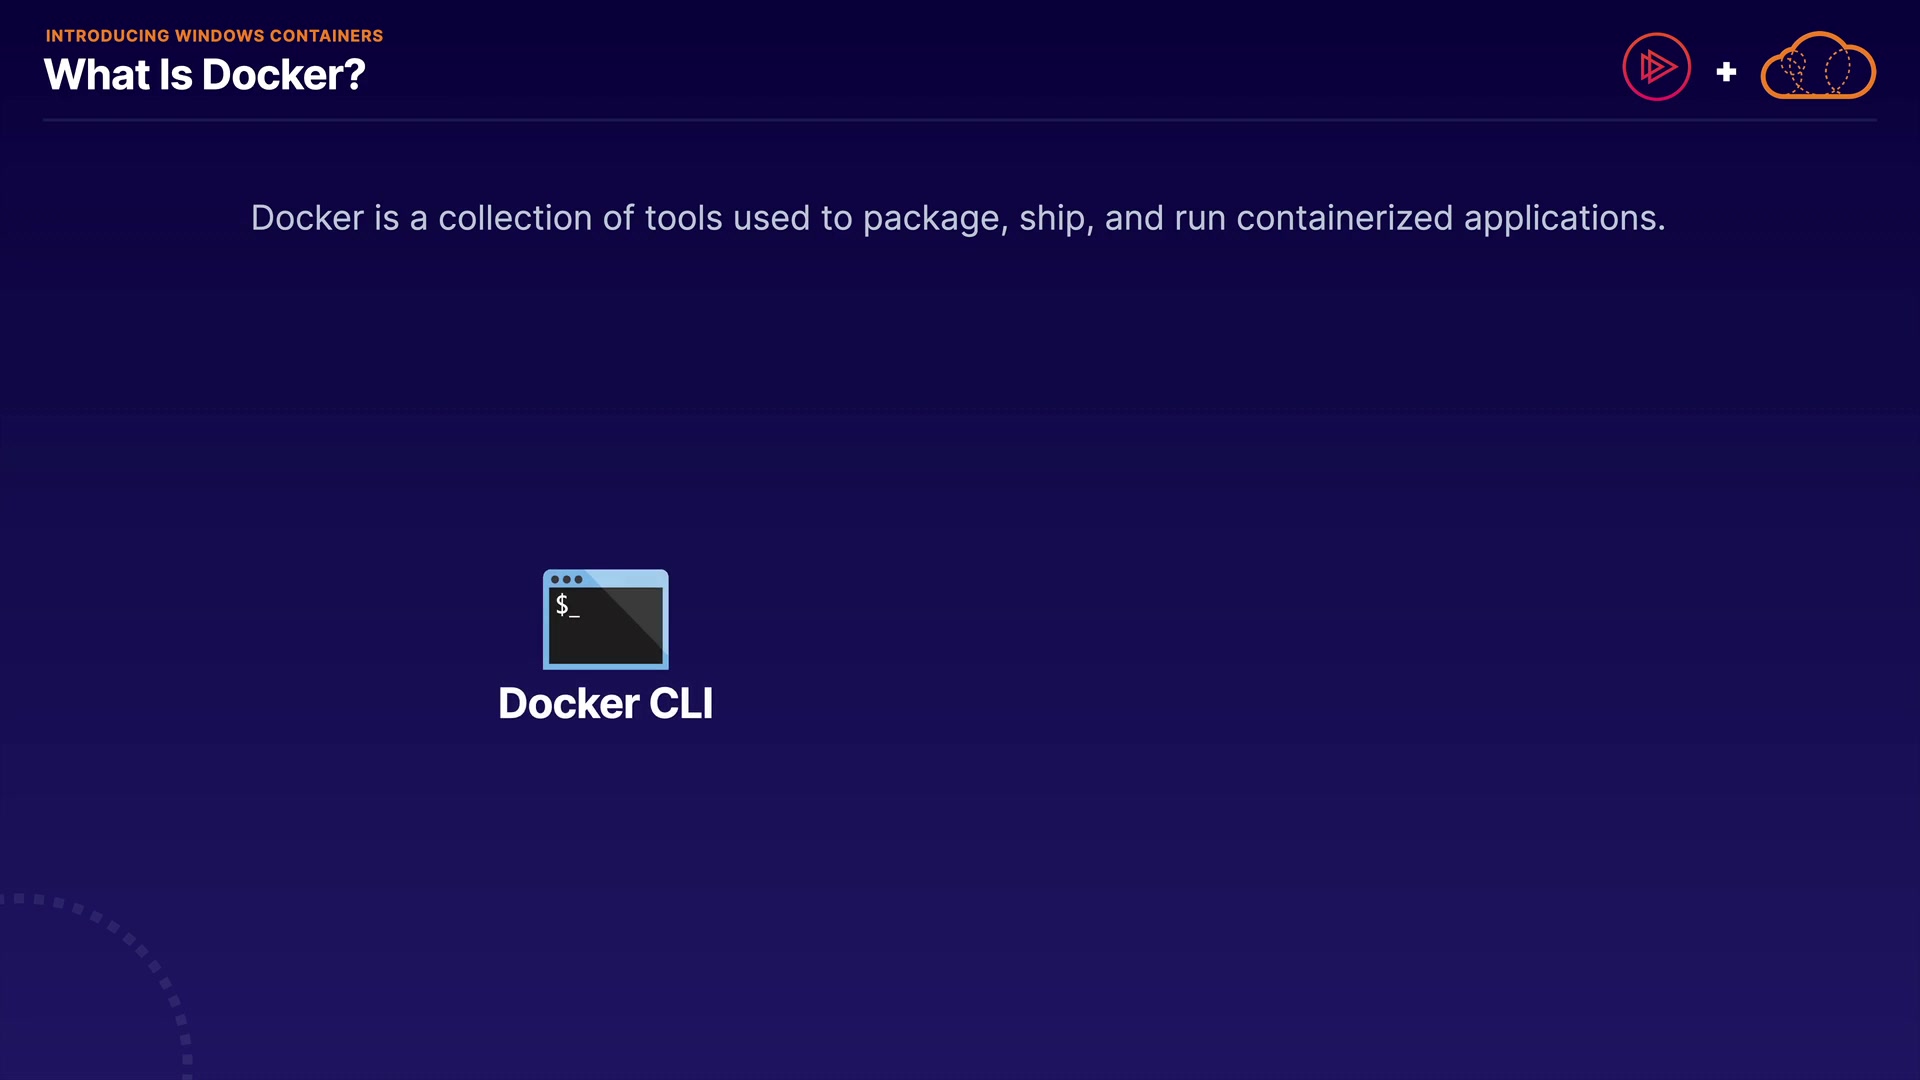 INTRODUCING WINDOWS CONTAINERS
What Is Docker?
Docker is a collection of tools used to package, ship, and run containerized applications.
$_
Docker CLI